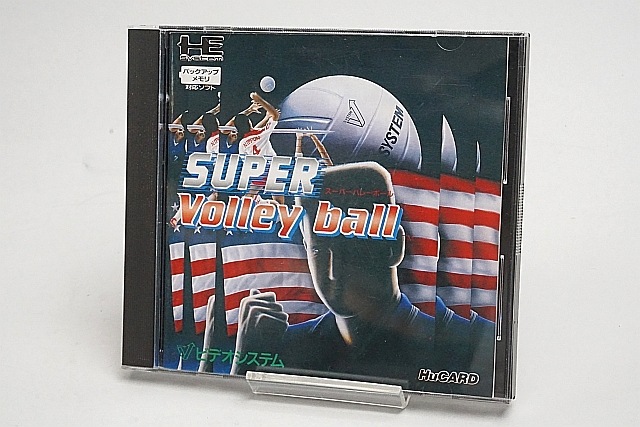 HE
SYSTEM
バックアップ
メモリ
対応ソフト
V
SYSTEM
SUPER
スーパーバレーボール
Volley ball
ビデオシステム
HuCARD